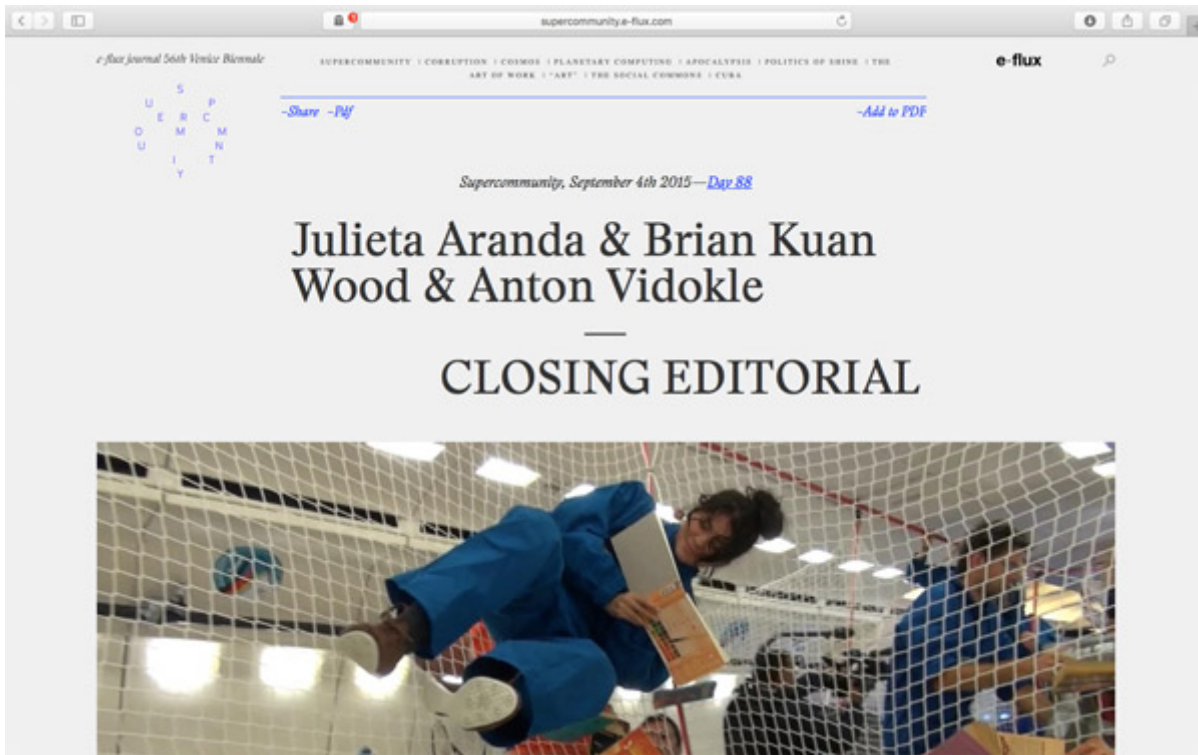 supercommunity.e-flux.com
e-flux journal 56th Venice Biennale
SUPERCOMMUNITY | CORRUPTION | COSMOS | PLANETARY COMPUTING | APOCALYPSIS | POLITICS OF SHINE | THE
ART OF WORK | "ART" | THE SOCIAL COMMONS | CUBA
e-flux
S
U P
E R C
O M M
U N
I T
Y
–Share –Pdf
–Add to PDF
Supercommunity, September 4th 2015—Day 88
Julieta Aranda & Brian Kuan
Wood & Anton Vidokle
—
CLOSING EDITORIAL